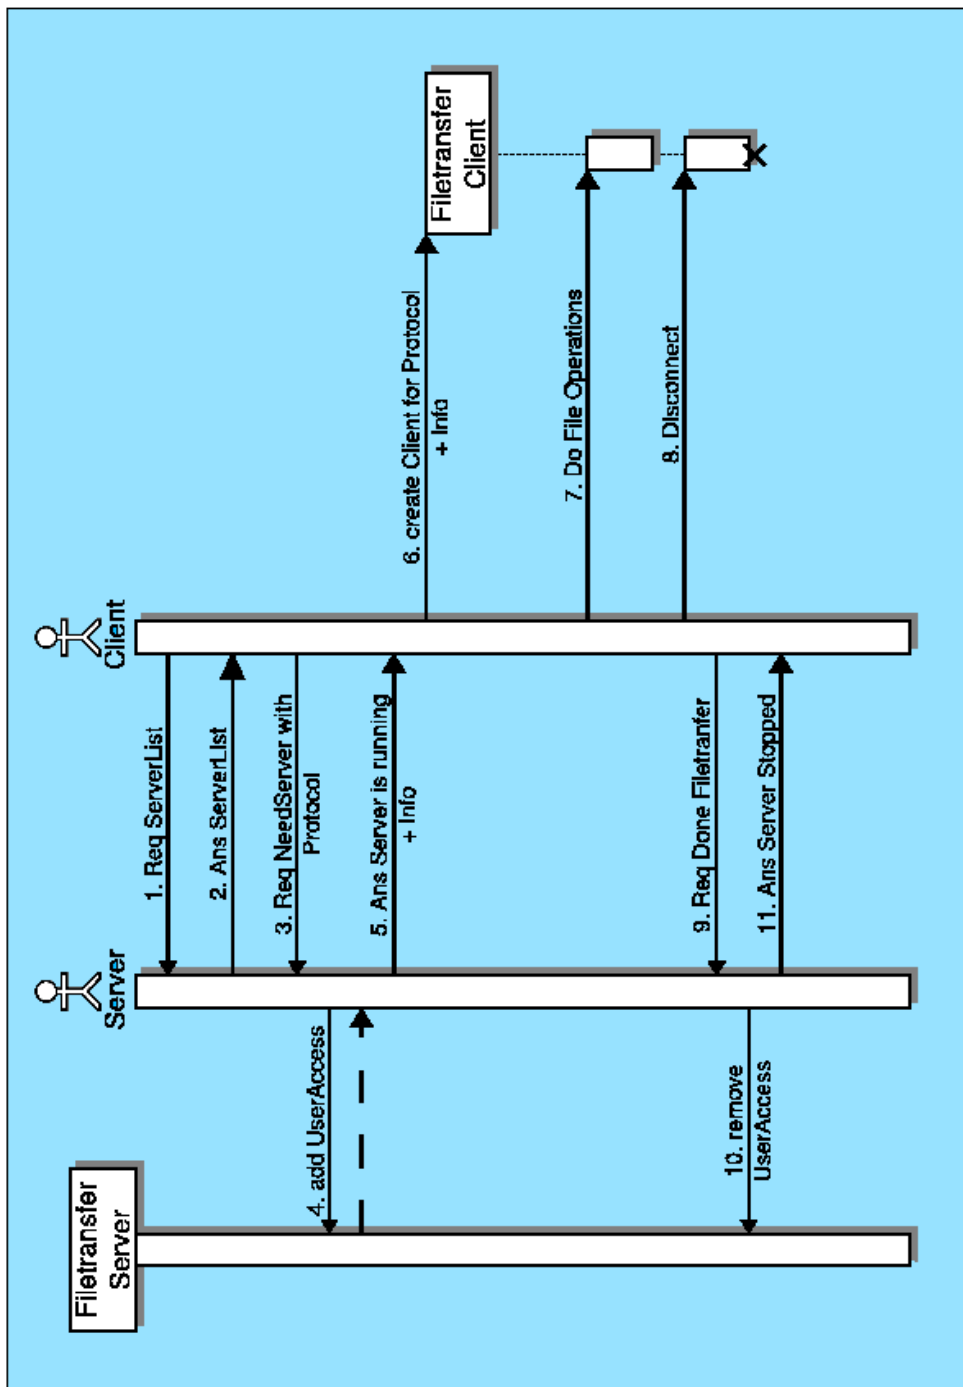 Filetransfer
Server
Server
Client
1. Req ServerList
2. Ans ServerList
3. Req NeedServer with
Protocol
4. add UserAccess
5. Ans Server is running
+ Info
6. create Client for Protocol
+ Info
Filetransfer
Client
7. Do File Operations
8. Disconnect
9. Req Done Filetranfer
10. remove
UserAccess
11. Ans Server Stopped